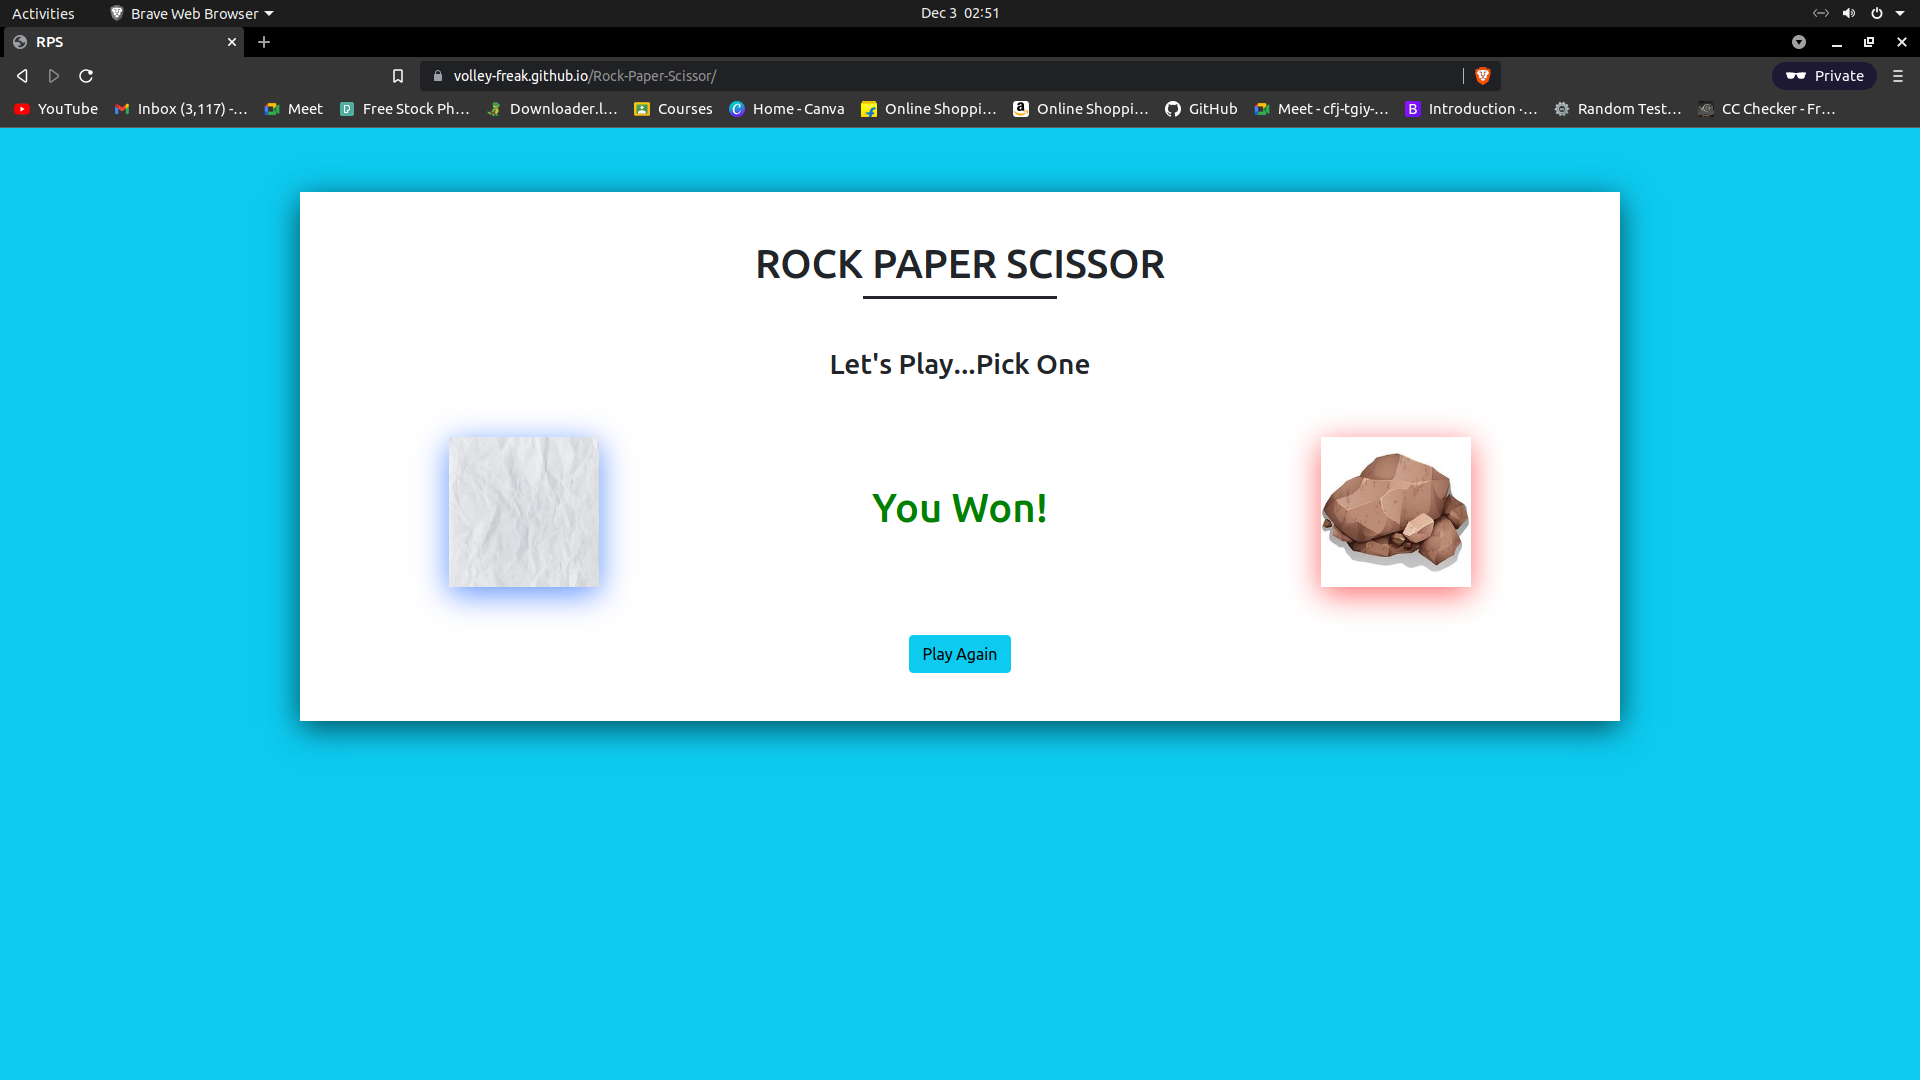 Activities Brave Web Browser Dec 3 02:51
RPS
volley-freak.github.io/Rock-Paper-Scissor/ Private
YouTube Inbox (3,117) -... Meet Free Stock Ph... Downloader.l... Courses Home - Canva Online Shoppi... Online Shoppi... GitHub Meet - cfj-tgiy-... Introduction ·... Random Test... CC Checker - Fr...
ROCK PAPER SCISSOR
Let's Play...Pick One
You Won!
Play Again